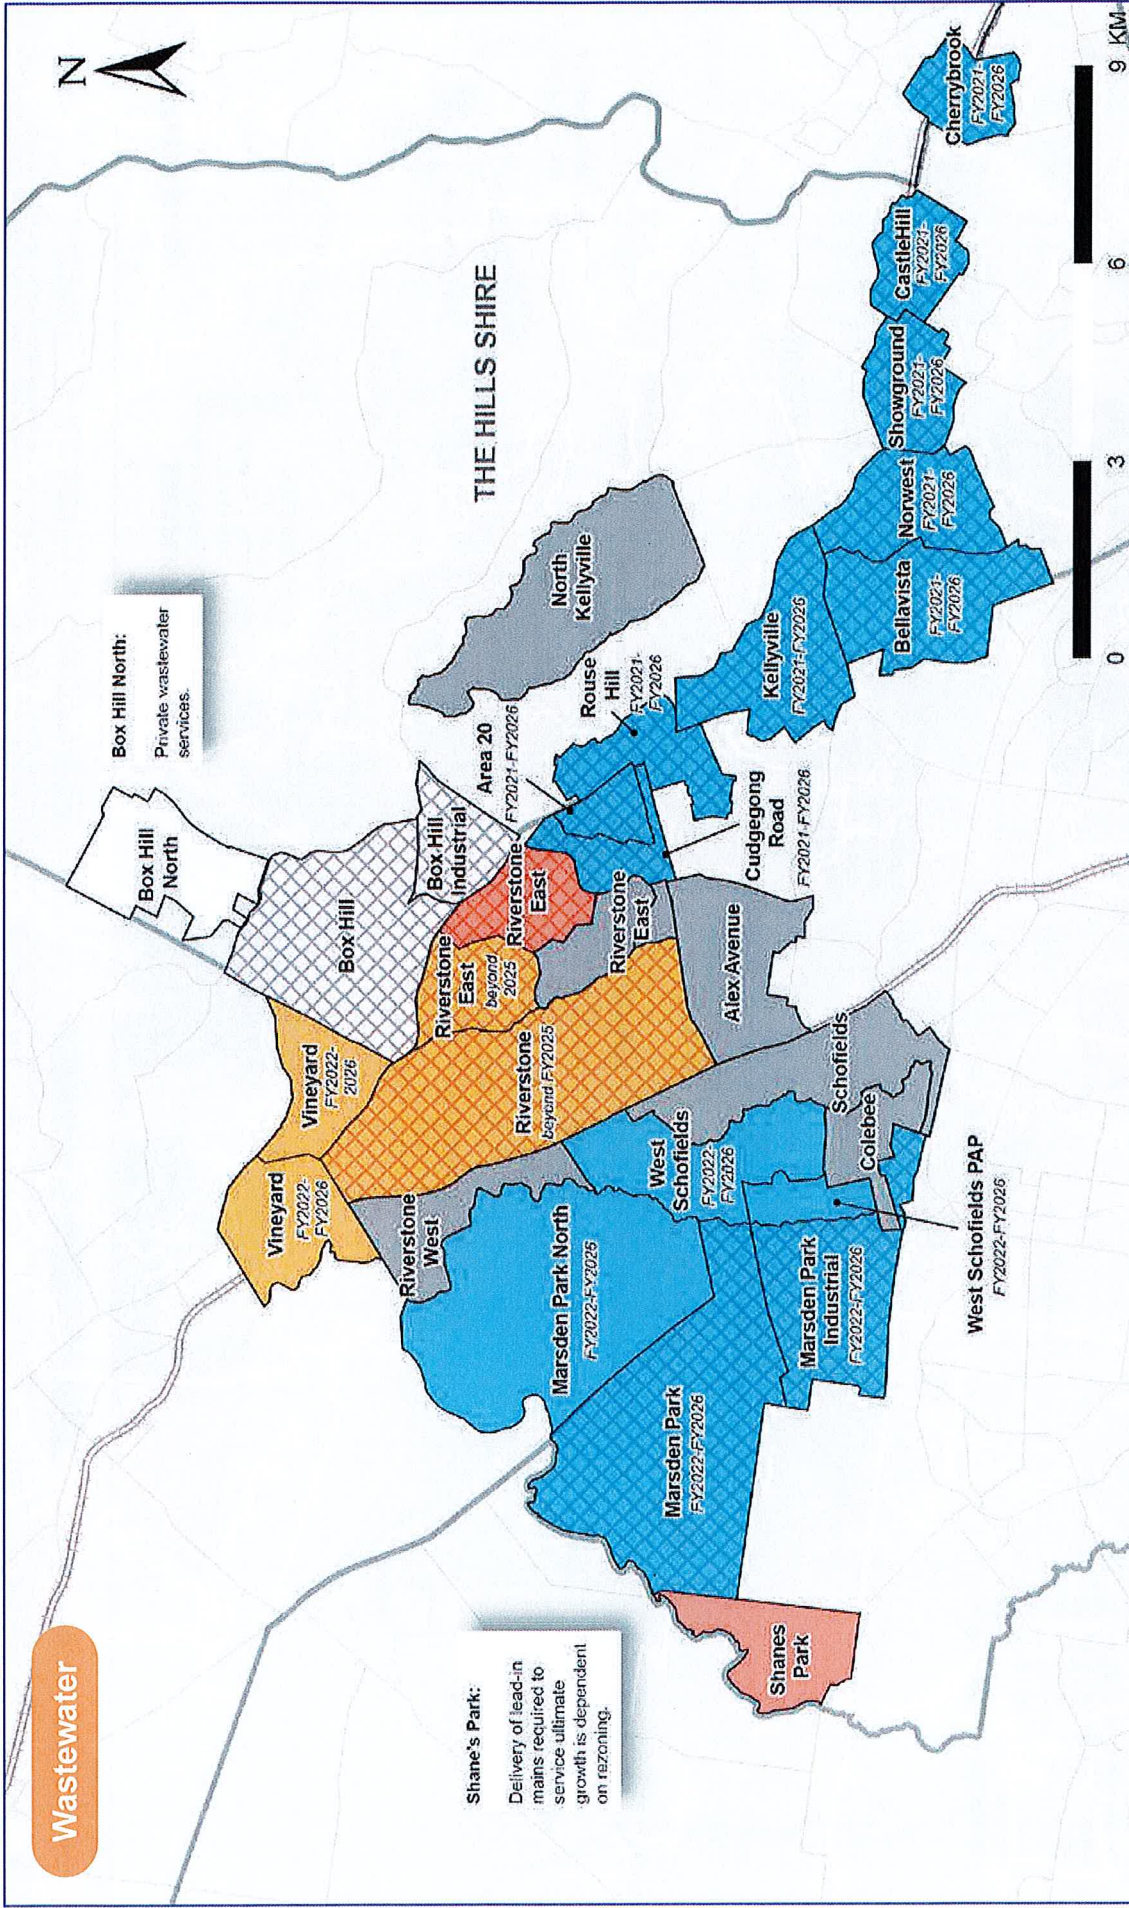 Wastewater
N
Box Hill North:
Private wastewater
services.
Shane's Park:
Delivery of lead-in
mains required to
service ultimate
growth is dependent
on rezoning.
THE HILLS SHIRE
Box Hill
North
Box Hill
Box Hill
Industrial
Vineyard
FY2022-
FY2026
Vineyard
FY2022-
2026
Riverstone
West
Riverstone
beyond FY2025
Riverstone
East
beyond
2025
Riverstone
East
Riverstone
East
Area 20
FY2021-FY2026
Rouse
Hill
FY2021-
FY2026
North
Kellyville
Cudgegong
Road
FY2021-FY2026
Alex Avenue
Schofields
Colebee
West
Schofields
FY2022-
FY2026
West Schofields PAP
FY2022-FY2026
Marsden Park North
FY2022-FY2025
Marsden Park
FY2022-FY2026
Marsden Park
Industrial
FY2022-FY2026
Shanes
Park
Kellyville
FY2021-FY2026
Bellavista
FY2021-
FY2026
Norwest
FY2021-
FY2026
Showground
FY2021-
FY2026
CastleHill
FY2021-
FY2026
Cherrybrook
FY2021-
FY2026
0 3 6 9 KM